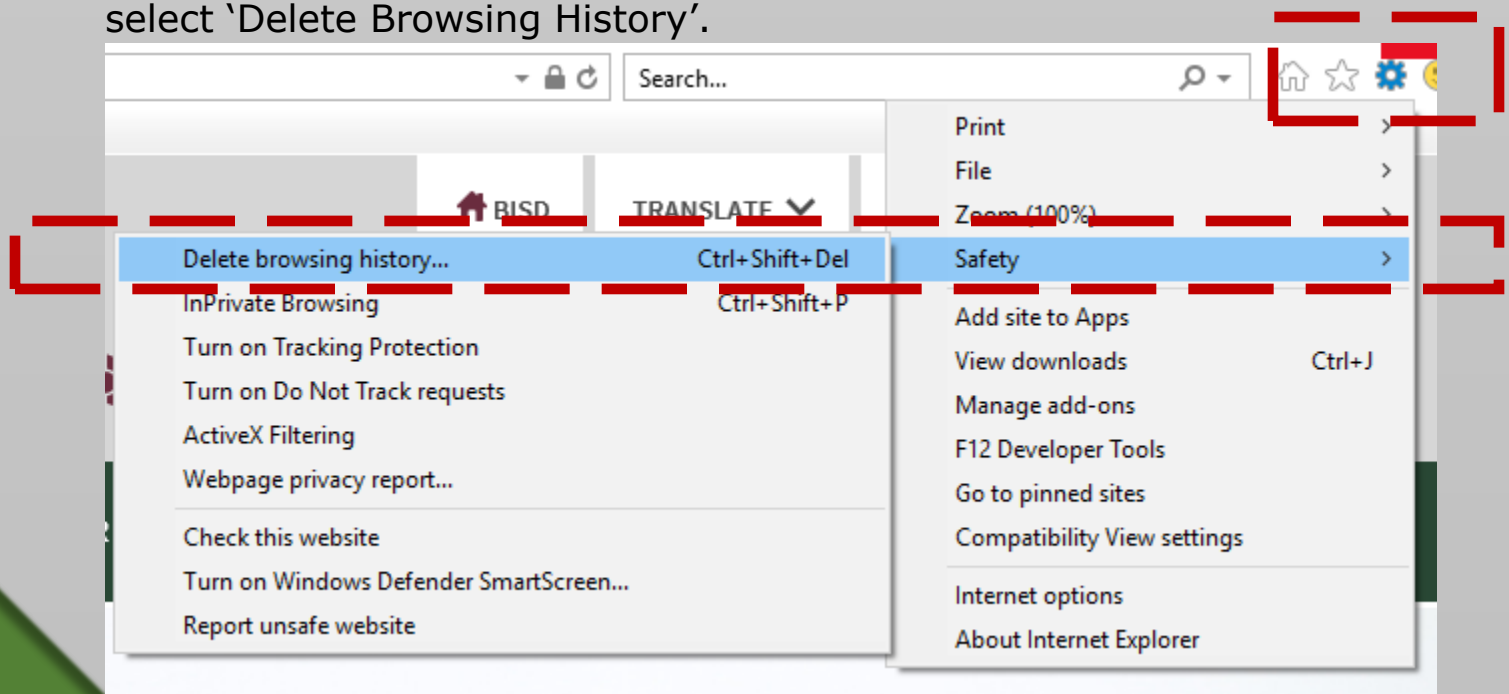 select ‘Delete Browsing History’.
Search...
BISD TRANSLATE
Print
File
Zoom (100%)
Safety
Add site to Apps
View downloads Ctrl+J
Manage add-ons
F12 Developer Tools
Go to pinned sites
Compatibility View settings
Internet options
About Internet Explorer
Delete browsing history... Ctrl+Shift+Del
InPrivate Browsing Ctrl+Shift+P
Turn on Tracking Protection
Turn on Do Not Track requests
ActiveX Filtering
Webpage privacy report...
Check this website
Turn on Windows Defender SmartScreen...
Report unsafe website